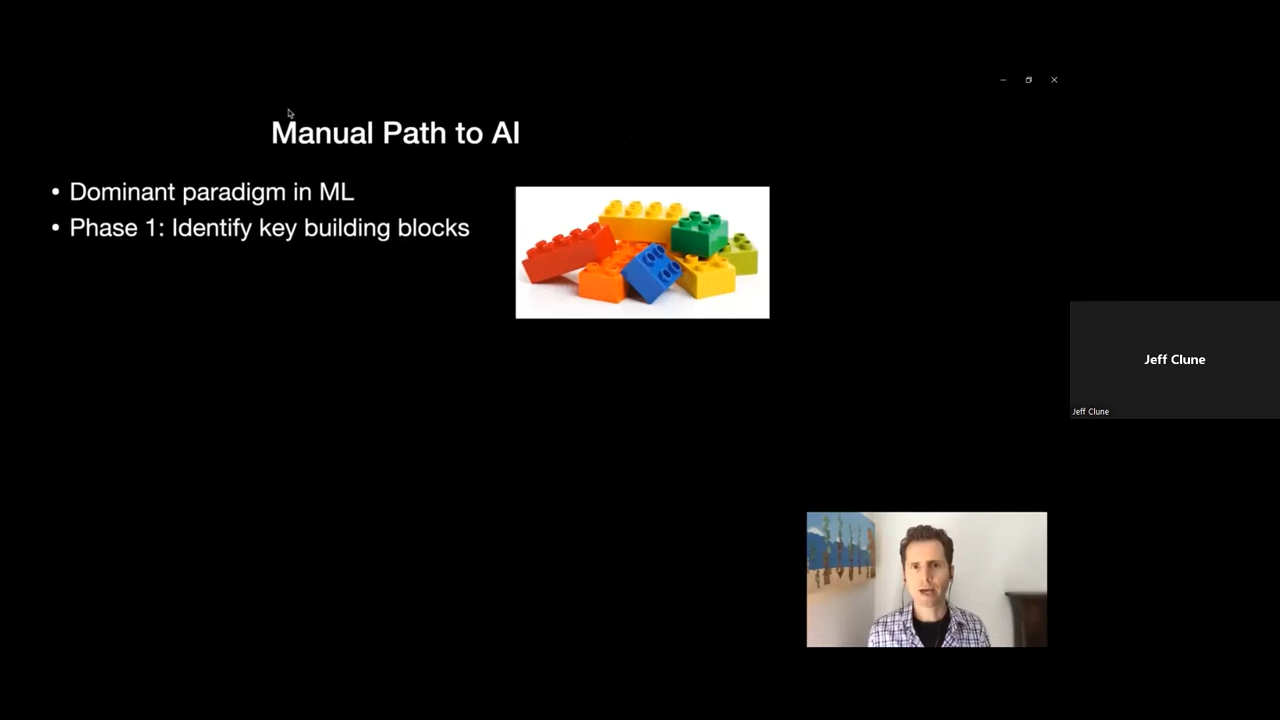 Manual Path to AI
• Dominant paradigm in ML
• Phase 1: Identify key building blocks
Jeff Clune
Jeff Clune